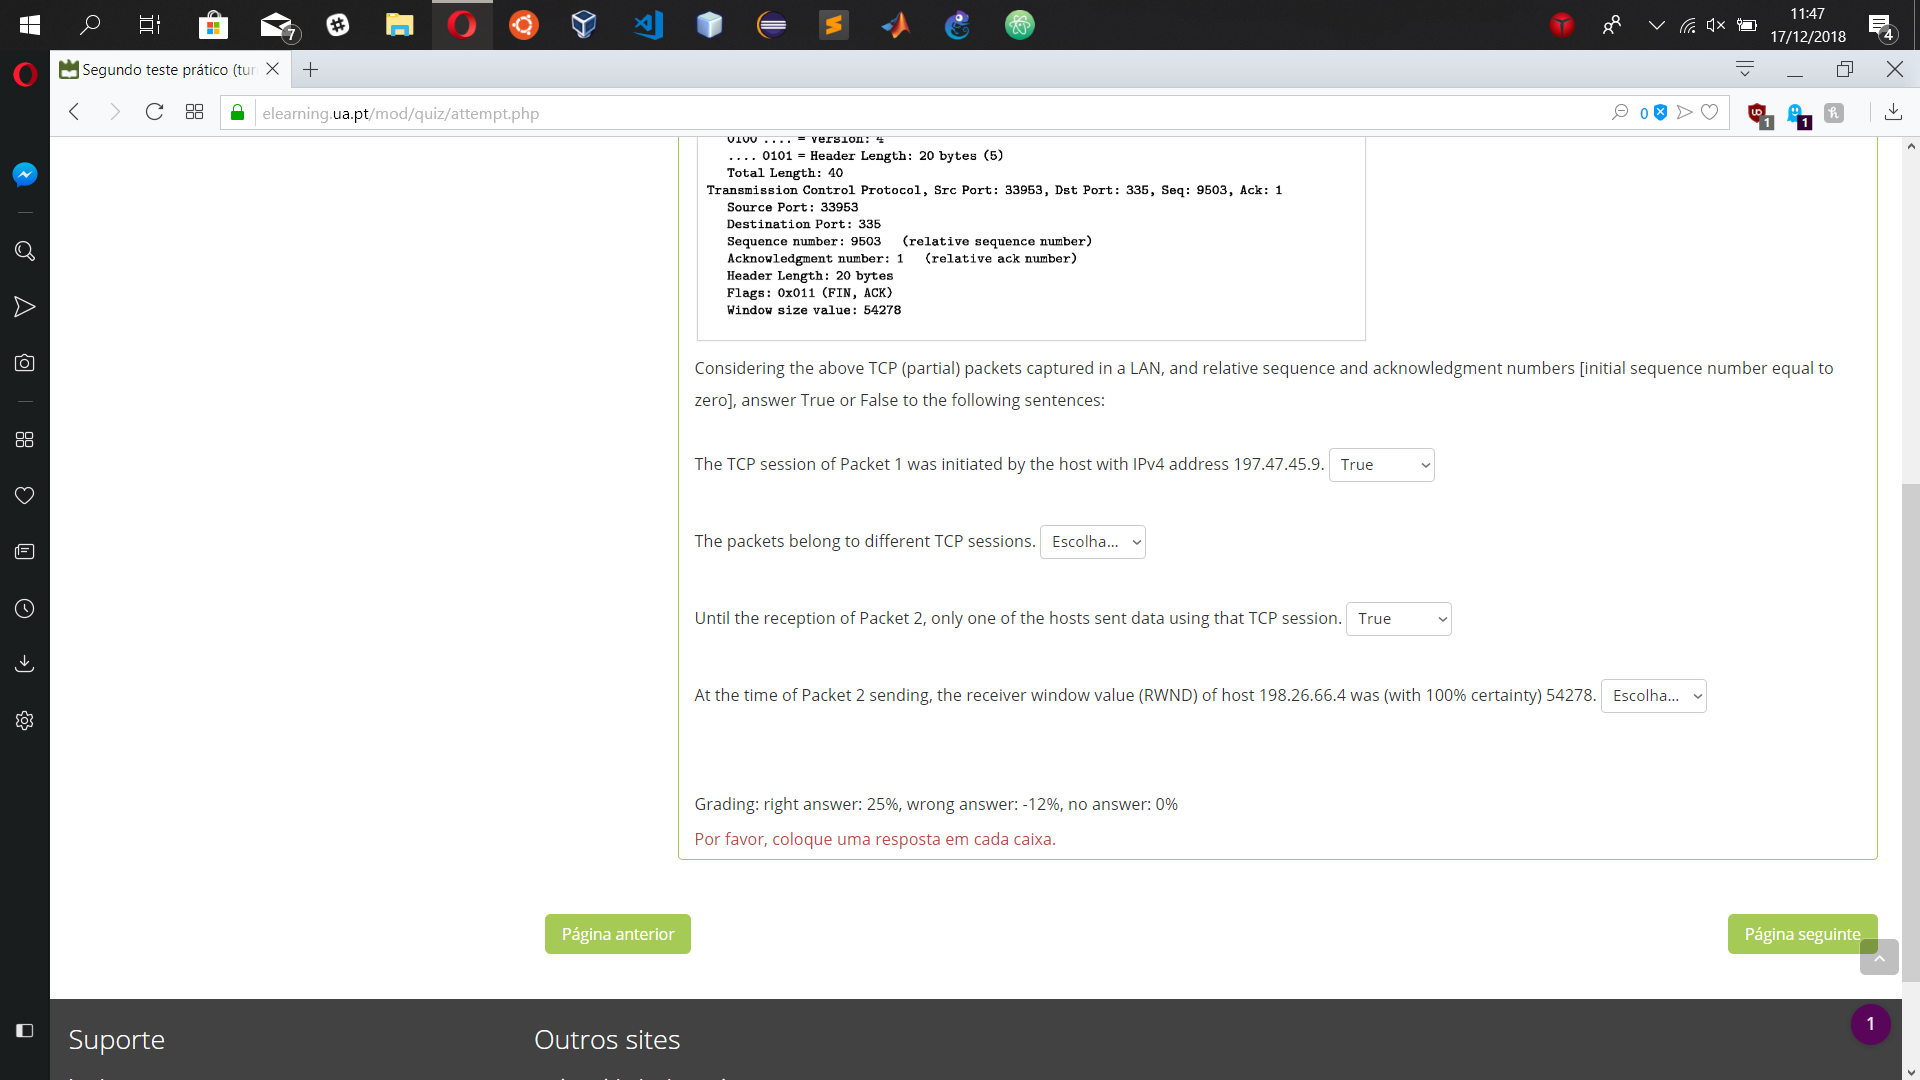 11:47
17/12/2018
7
4
Segundo teste prático (tur
elearning.ua.pt/mod/quiz/attempt.php
0
1
1
0100 .... = Version: 4
.... 0101 = Header Length: 20 bytes (5)
Total Length: 40
Transmission Control Protocol, Src Port: 33953, Dst Port: 335, Seq: 9503, Ack: 1
Source Port: 33953
Destination Port: 335
Sequence number: 9503 (relative sequence number)
Acknowledgment number: 1 (relative ack number)
Header Length: 20 bytes
Flags: 0x011 (FIN, ACK)
Window size value: 54278
Considering the above TCP (partial) packets captured in a LAN, and relative sequence and acknowledgment numbers [initial sequence number equal to
zero], answer True or False to the following sentences:
The TCP session of Packet 1 was initiated by the host with IPv4 address 197.47.45.9. True
The packets belong to different TCP sessions. Escolha...
Until the reception of Packet 2, only one of the hosts sent data using that TCP session. True
At the time of Packet 2 sending, the receiver window value (RWND) of host 198.26.66.4 was (with 100% certainty) 54278. Escolha...
Grading: right answer: 25%, wrong answer: -12%, no answer: 0%
Por favor, coloque uma resposta em cada caixa.
Página anterior
Página seguinte
Suporte
Outros sites
1